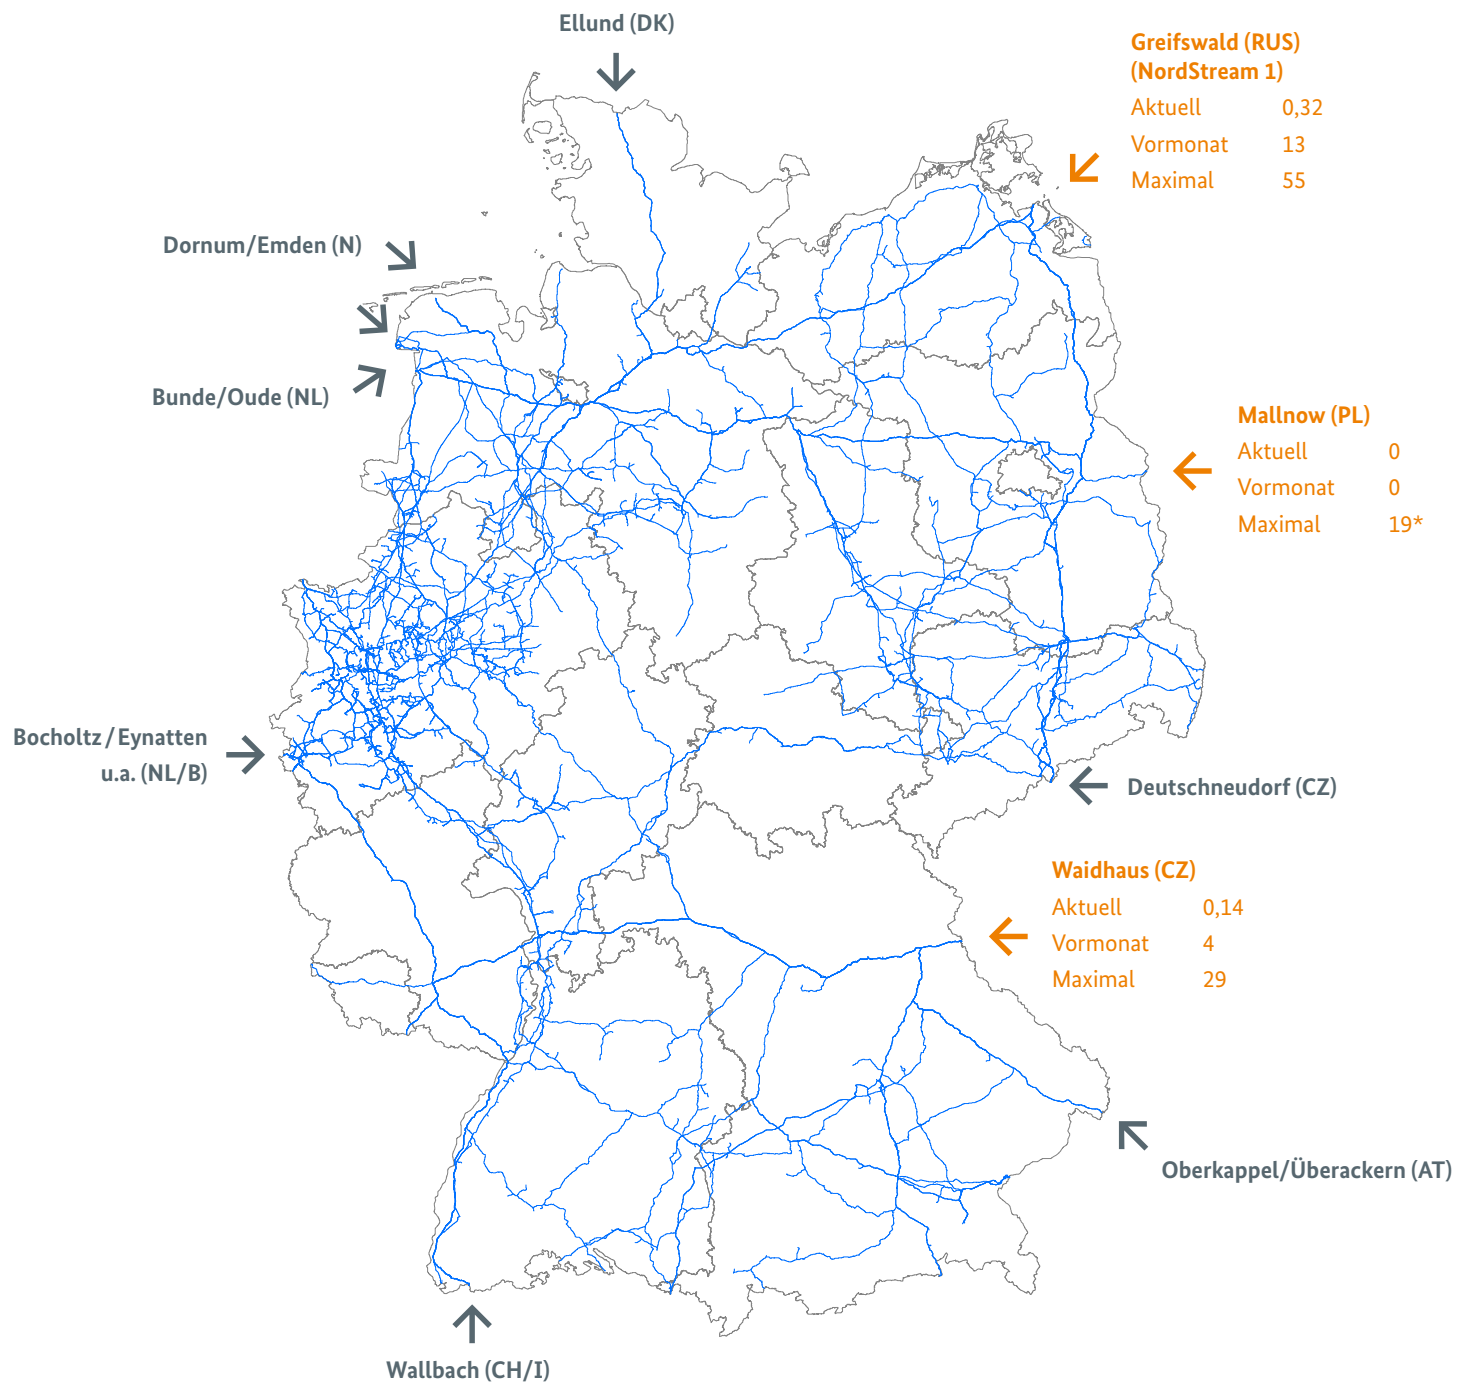 Ellund (DK)
Greifswald (RUS)
(NordStream 1)
Aktuell 0,32
Vormonat 13
Maximal 55
Dornum/Emden (N)
Bunde/Oude (NL)
Mallnow (PL)
Aktuell 0
Vormonat 0
Maximal 19*
Bocholtz / Eynatten
u.a. (NL/B)
Deutschneudorf (CZ)
Waidhaus (CZ)
Aktuell 0,14
Vormonat 4
Maximal 29
Oberkappel/Überackern (AT)
Wallbach (CH/I)